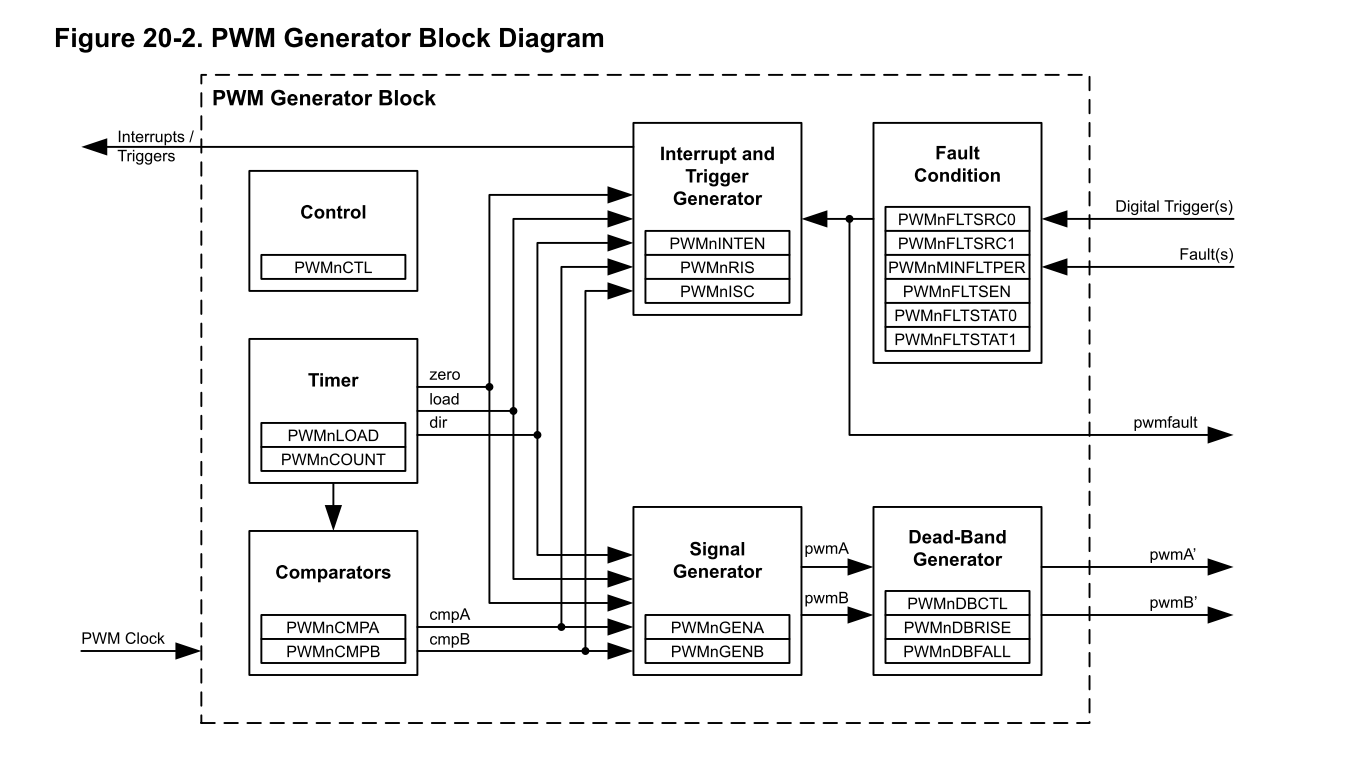 Figure 20-2. PWM Generator Block Diagram
PWM Generator Block
Interrupts /
Triggers
Control
PWMnCTL
Interrupt and
Trigger
Generator
PWMnINTEN
PWMnRIS
PWMnISC
Fault
Condition
PWMnFLTSRC0
PWMnFLTSRC1
PWMnMINFLTPER
PWMnFLTSEN
PWMnFLTSTAT0
PWMnFLTSTAT1
Digital Trigger(s)
Fault(s)
Timer
PWMnLOAD
PWMnCOUNT
zero
load
dir
pwmfault
Comparators
PWMnCMPA
PWMnCMPB
cmpA
cmpB
PWM Clock
Signal
Generator
PWMnGENA
PWMnGENB
pwmA
pwmB
Dead-Band
Generator
PWMnDBCTL
PWMnDBRISE
PWMnDBFALL
pwmA’
pwmB’